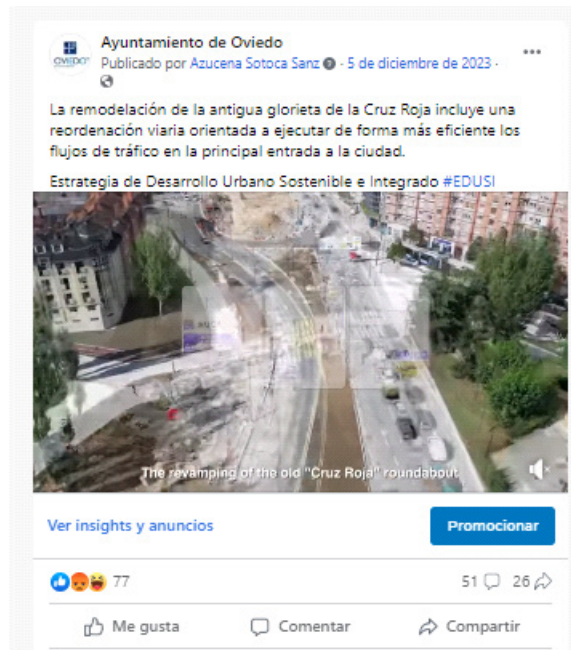 OVIEDO
Ayuntamiento de Oviedo
Publicado por Azucena Sotoca Sanz · 5 de diciembre de 2023 ·
La remodelación de la antigua glorieta de la Cruz Roja incluye una
reordenación viaria orientada a ejecutar de forma más eficiente los
flujos de tráfico en la principal entrada a la ciudad.
Estrategia de Desarrollo Urbano Sostenible e Integrado #EDUSI
The revamping of the old "Cruz Roja" roundabout
Ver insights y anuncios
Promocionar
77
51
26
Me gusta
Comentar
Compartir